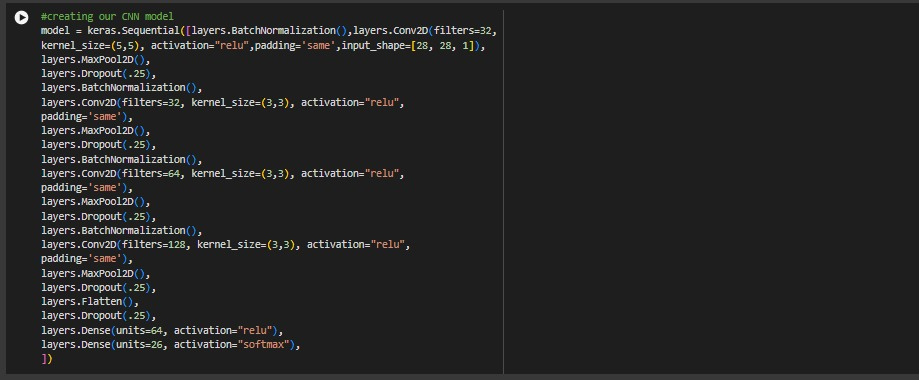 #creating our CNN model
model = keras.Sequential([layers.BatchNormalization(),layers.Conv2D(filters=32,
kernel_size=(5,5), activation="relu",padding='same',input_shape=[28, 28, 1]),
layers.MaxPool2D(),
layers.Dropout(.25),
layers.BatchNormalization(),
layers.Conv2D(filters=32, kernel_size=(3,3), activation="relu",
padding='same'),
layers.MaxPool2D(),
layers.Dropout(.25),
layers.BatchNormalization(),
layers.Conv2D(filters=64, kernel_size=(3,3), activation="relu",
padding='same'),
layers.MaxPool2D(),
layers.Dropout(.25),
layers.BatchNormalization(),
layers.Conv2D(filters=128, kernel_size=(3,3), activation="relu",
padding='same'),
layers.MaxPool2D(),
layers.Dropout(.25),
layers.Flatten(),
layers.Dropout(.25),
layers.Dense(units=64, activation="relu"),
layers.Dense(units=26, activation="softmax"),
])